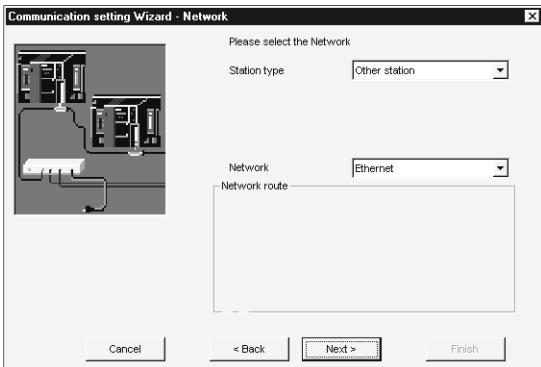 Communication setting Wizard - Network
Please select the Network
Station type Other station
Network Ethernet
Network route
Cancel < Back Next > Finish